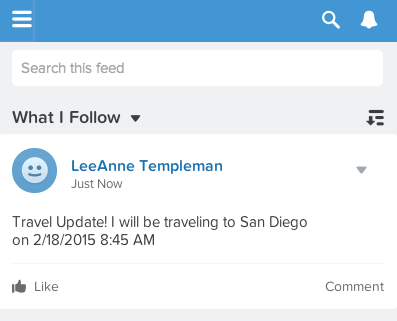 Search this feed
What I Follow
LeeAnne Templeman
Just Now
Travel Update! I will be traveling to San Diego
on 2/18/2015 8:45 AM
Like
Comment